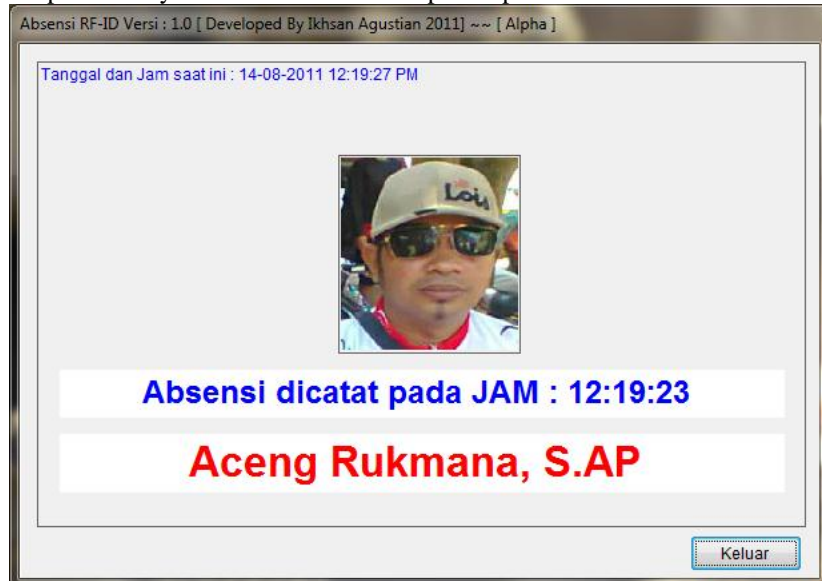 Absensi RF-ID Versi : 1.0 [ Developed By Ikhsan Agustian 2011] ~~ [ Alpha ]
Tanggal dan Jam saat ini : 14-08-2011 12:19:27 PM
Lois
Absensi dicatat pada JAM : 12:19:23
Aceng Rukmana, S.AP
Keluar